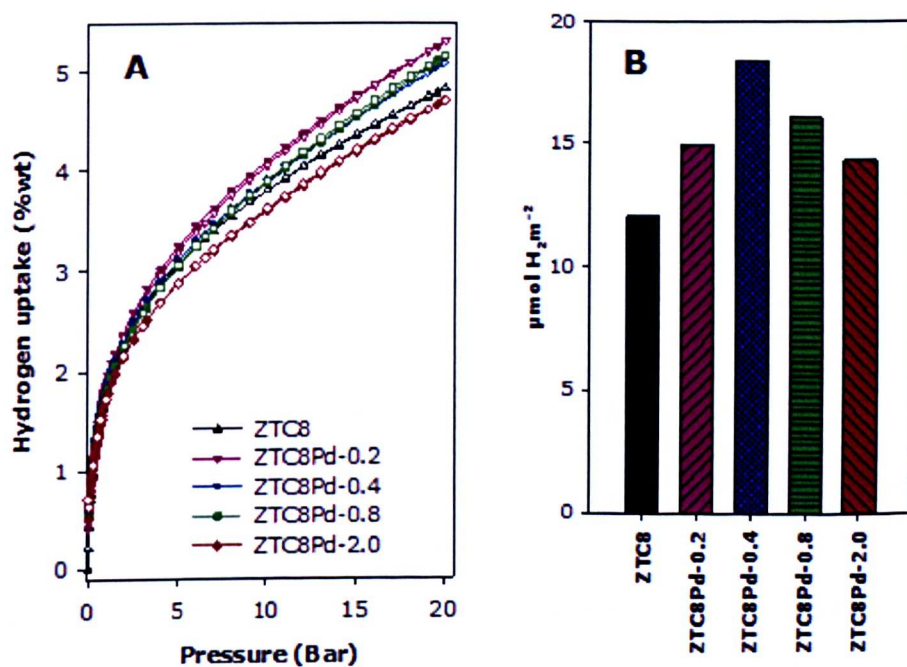 A
Hydrogen uptake (%wt)
5
4
3
2
1
0
ZTC8
ZTC8Pd-0.2
ZTC8Pd-0.4
ZTC8Pd-0.8
ZTC8Pd-2.0
0 5 10 15 20
Pressure (Bar)
B
μmol H₂m⁻²
20
15
10
5
0
ZTC8
ZTC8Pd-0.2
ZTC8Pd-0.4
ZTC8Pd-0.8
ZTC8Pd-2.0